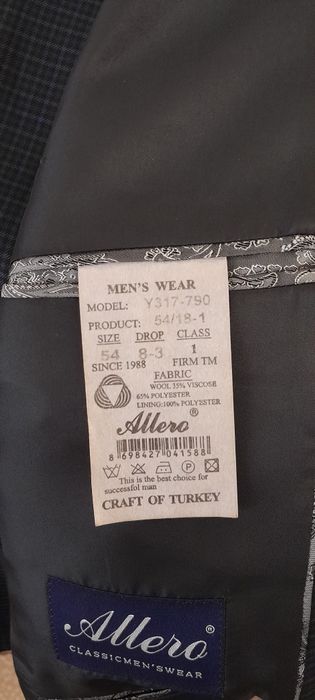 MEN'S WEAR
MODEL: Y317-790
PRODUCT: 54/18-1
SIZE DROP CLASS
54 8-3 1
SINCE 1988 FIRM TM
FABRIC
WOOL 35% VISCOSE
65% POLYESTER
LINING:100% POLYESTER
Allero®
8 698427 041588
P
This is the best choice for
successfol man
CRAFT OF TURKEY
Allero®
CLASSICMEN'SWEAR